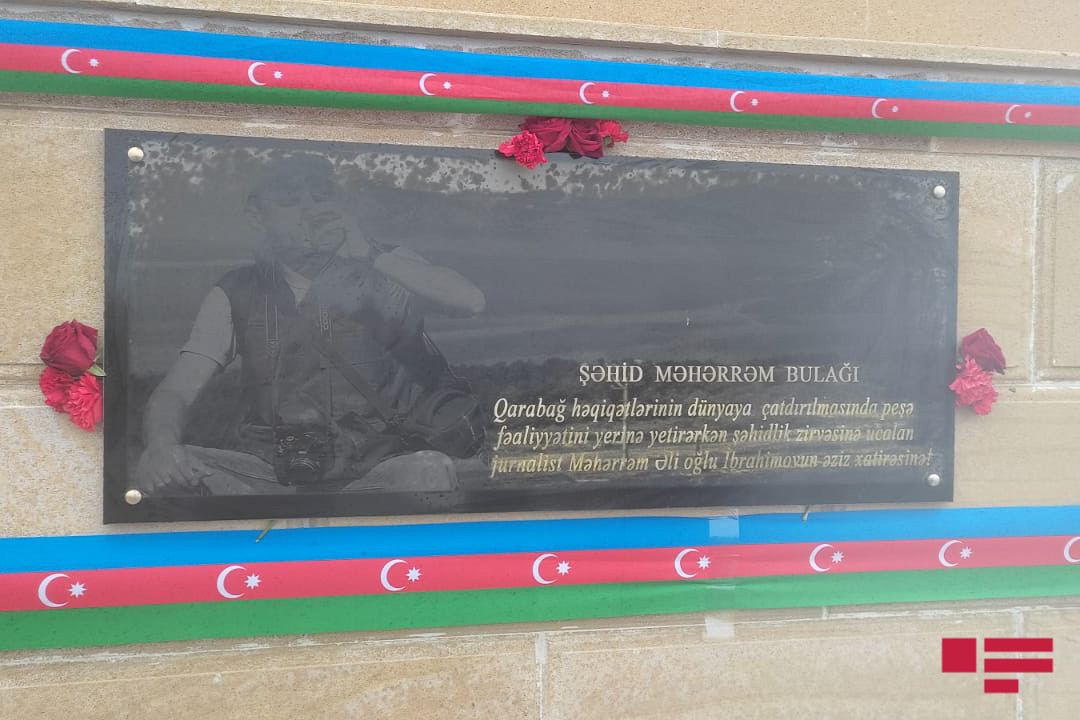 ŞƏHİD MƏHƏRRƏM BULAĞI
Qarabağ həqiqətlərinin dünyaya çatdırılmasında peşə
fəaliyyətini yerinə yetirərkən şəhidlik zirvəsinə ucalan
jurnalist Məhərrəm Əli oğlu İbrahimovun əziz xatirəsinə!